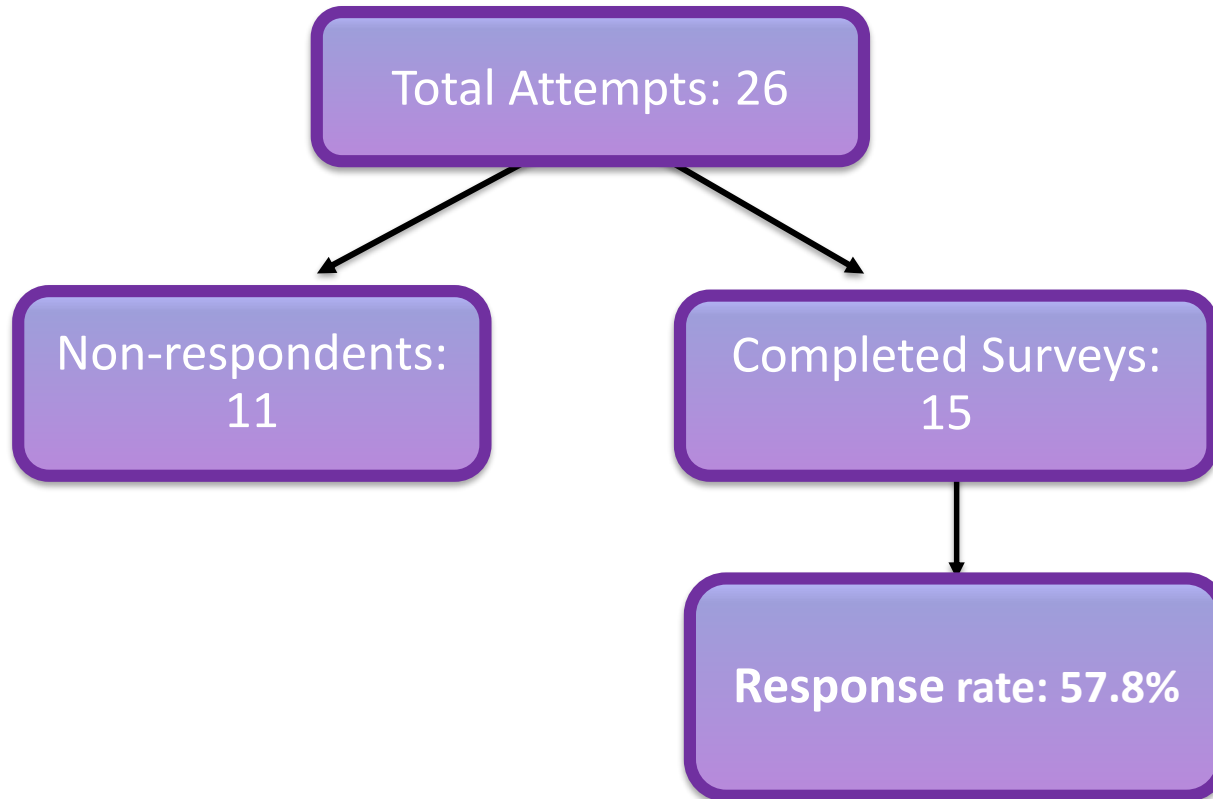 Total Attempts: 26
Non-respondents:
11
Completed Surveys:
15
Response rate: 57.8%